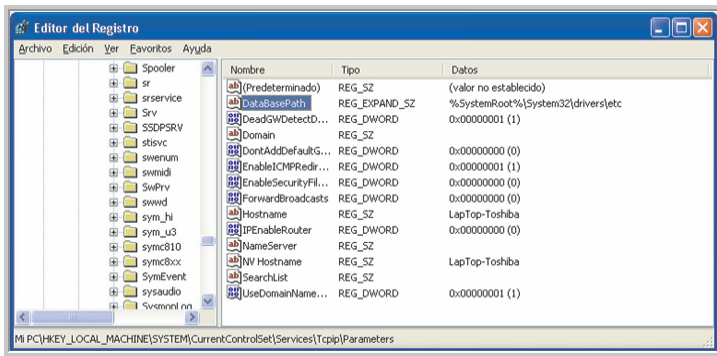 Editor del Registro
Archivo Edición Ver Favoritos Ayuda
Spooler
sr
srservice
Srv
SSDPSRV
stisvc
swenum
swmidi
SwPrv
swwd
sym_hi
sym_u3
symc810
symc8xx
SymEvent
sysaudio
SysmonLog
Nombre Tipo Datos
(Predeterminado) REG_SZ (valor no establecido)
DataBasePath REG_EXPAND_SZ %SystemRoot%\System32\drivers\etc
DeadGWDetectD... REG_DWORD 0x00000001 (1)
Domain REG_SZ
DontAddDefaultG... REG_DWORD 0x00000000 (0)
EnableICMPRedir... REG_DWORD 0x00000001 (1)
EnableSecurityFil... REG_DWORD 0x00000000 (0)
ForwardBroadcasts REG_DWORD 0x00000000 (0)
Hostname REG_SZ LapTop-Toshiba
IPEnableRouter REG_DWORD 0x00000000 (0)
NameServer REG_SZ
NV Hostname REG_SZ LapTop-Toshiba
SearchList REG_SZ
UseDomainName... REG_DWORD 0x00000001 (1)
Mi PC\HKEY_LOCAL_MACHINE\SYSTEM\CurrentControlSet\Services\Tcpip\Parameters